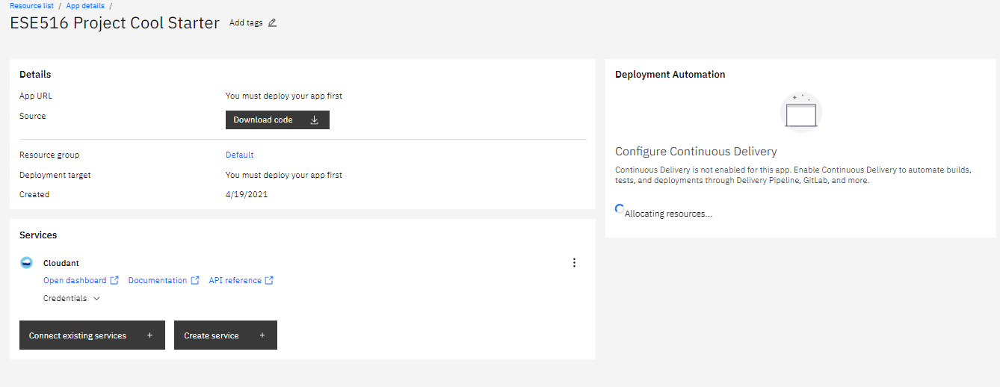 Resource list / App details /
ESE516 Project Cool Starter Add tags
Details
App URL You must deploy your app first
Source Download code
Resource group Default
Deployment target You must deploy your app first
Created 4/19/2021
Services
Cloudant
Open dashboard Documentation API reference
Credentials
Connect existing services + Create service +
Deployment Automation
Configure Continuous Delivery
Continuous Delivery is not enabled for this app. Enable Continuous Delivery to automate builds,
tests, and deployments through Delivery Pipeline, GitLab, and more.
Allocating resources...